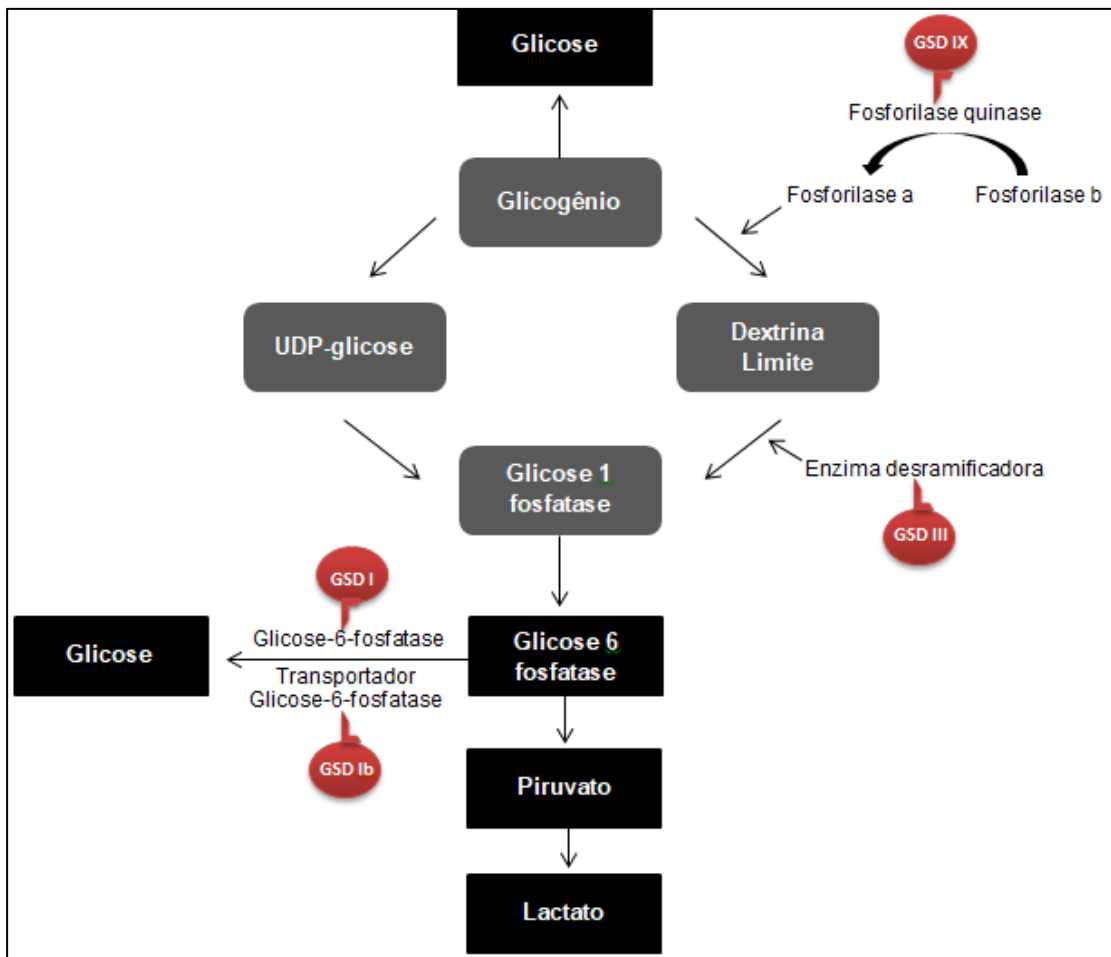 Glicose
GSD IX
Fosforilase quinase
Glicogênio
Fosforilase a
Fosforilase b
UDP-glicose
Dextrina
Limite
Glicose 1
fosfatase
Enzima desramificadora
GSD III
GSD I
Glicose
Glicose-6-fosfatase
Glicose 6
fosfatase
Transportador
Glicose-6-fosfatase
GSD Ib
Piruvato
Lactato